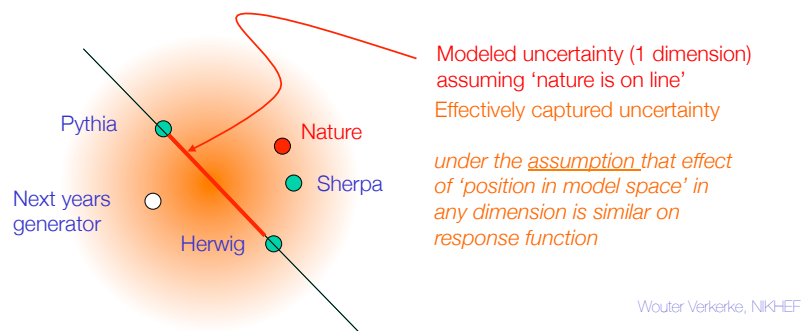 Modeled uncertainty (1 dimension)
assuming ‘nature is on line’
Effectively captured uncertainty
Pythia
Nature
under the assumption that effect
of ‘position in model space’ in
any dimension is similar on
response function
Sherpa
Next years
generator
Herwig
Wouter Verkerke, NIKHEF